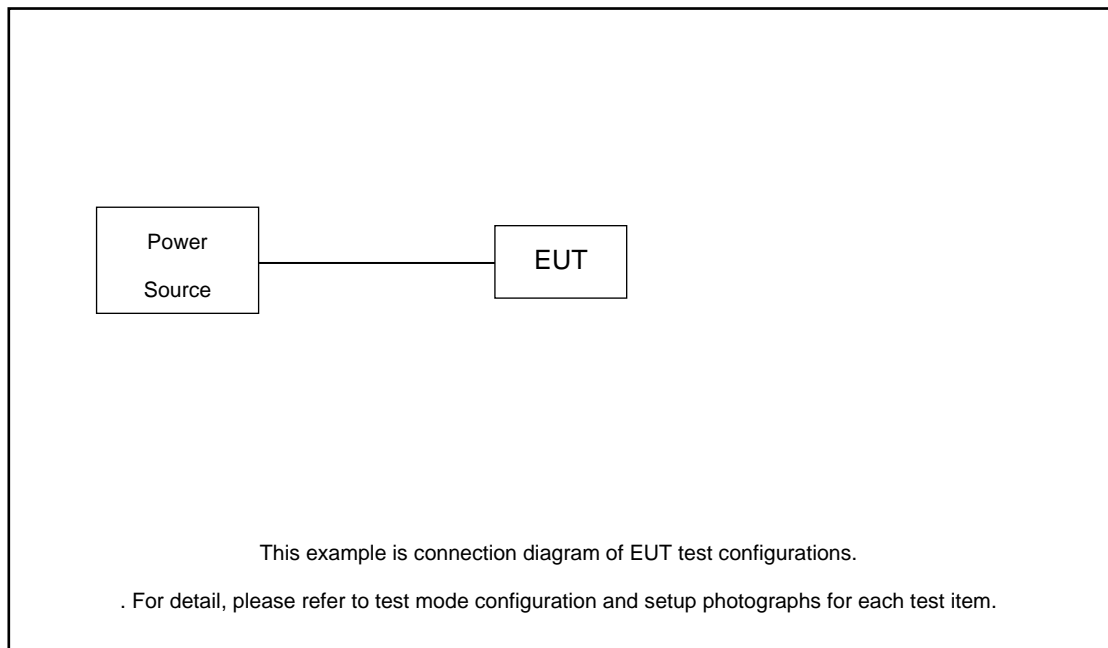 Power
Source
EUT
This example is connection diagram of EUT test configurations.
. For detail, please refer to test mode configuration and setup photographs for each test item.